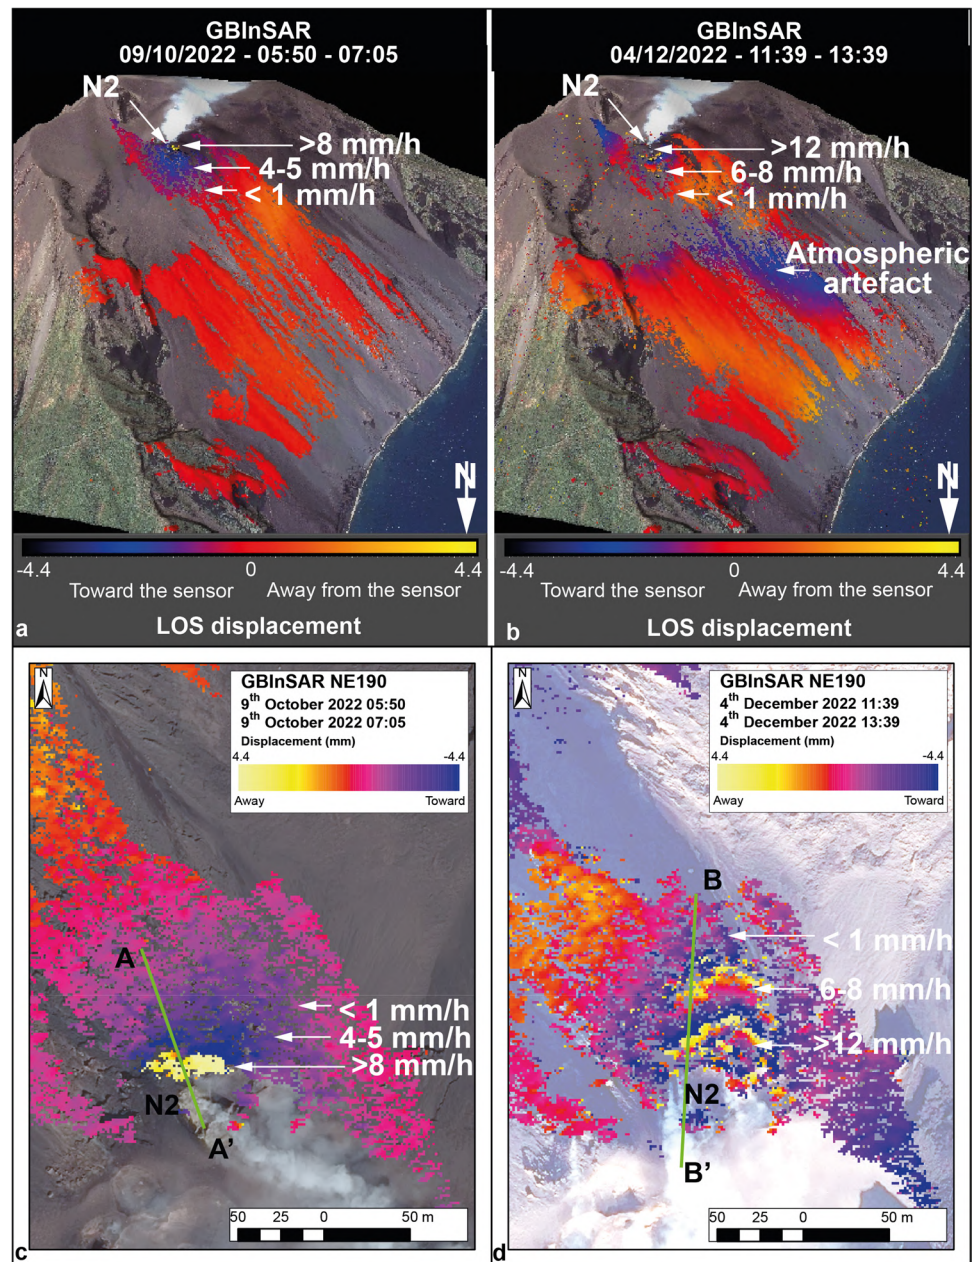 GBInSAR
09/10/2022 - 05:50 - 07:05
N2
>8 mm/h
4-5 mm/h
< 1 mm/h
N
-4.4 0 4.4
Toward the sensor Away from the sensor
LOS displacement
a
GBInSAR
04/12/2022 - 11:39 - 13:39
N2
>12 mm/h
6-8 mm/h
< 1 mm/h
Atmospheric
artefact
N
-4.4 0 4.4
Toward the sensor Away from the sensor
LOS displacement
b
N
GBInSAR NE190
9th October 2022 05:50
9th October 2022 07:05
Displacement (mm)
4.4 -4.4
Away Toward
A
< 1 mm/h
4-5 mm/h
>8 mm/h
N2
A’
50 25 0 50 m
c
N
GBInSAR NE190
4th December 2022 11:39
4th December 2022 13:39
Displacement (mm)
4.4 -4.4
Away Toward
B
< 1 mm/h
6-8 mm/h
>12 mm/h
N2
B’
50 25 0 50 m
d